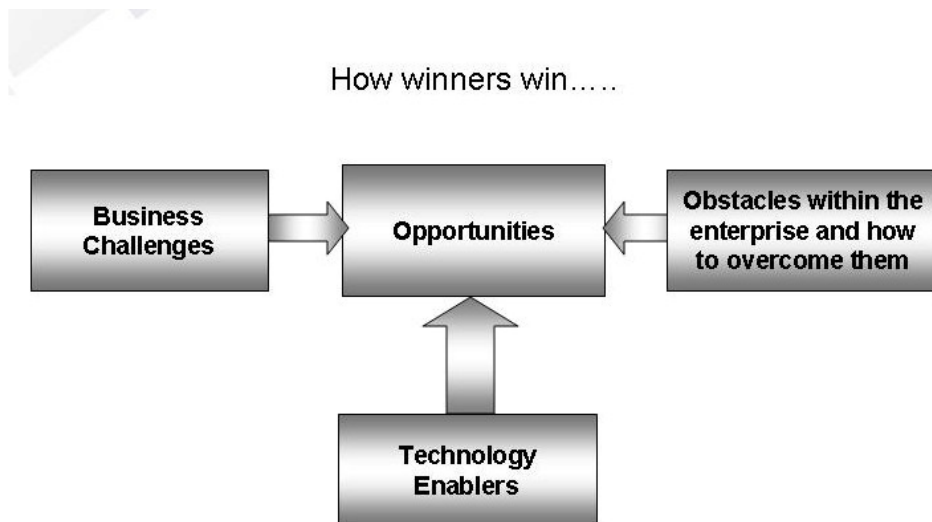 How winners win.....
Business
Challenges
Opportunities
Obstacles within the
enterprise and how
to overcome them
Technology
Enablers